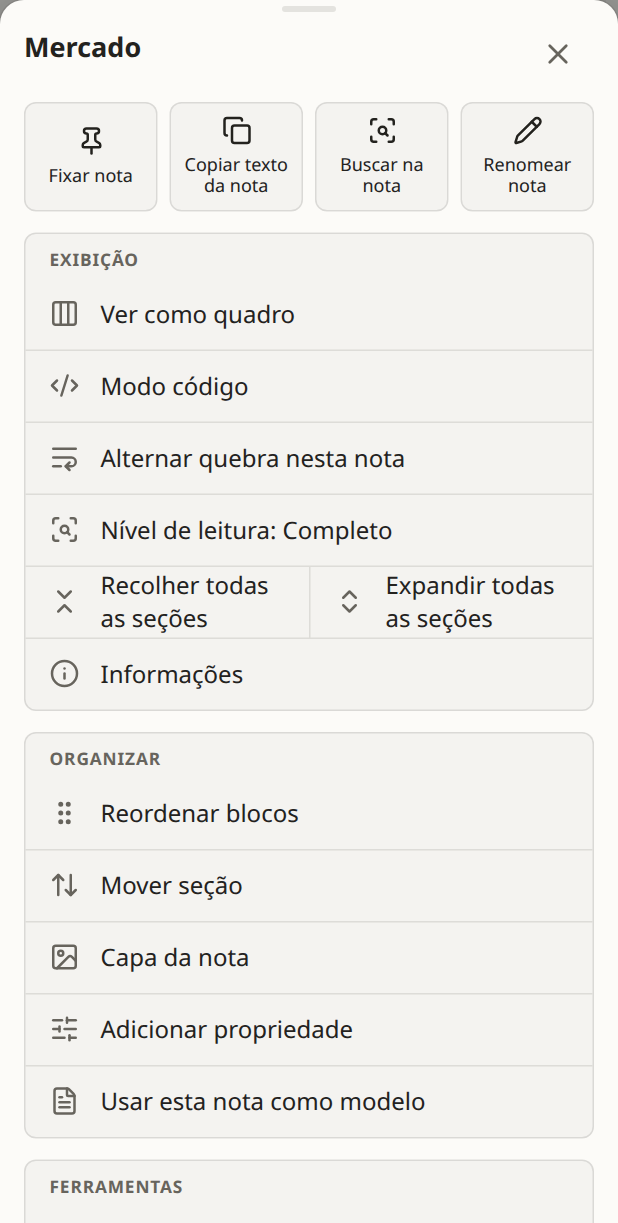 Mercado
Fixar nota
Copiar texto
da nota
Buscar na
nota
Renomear
nota
EXIBIÇÃO
Ver como quadro
Modo código
Alternar quebra nesta nota
Nível de leitura: Completo
Recolher todas
as seções
Expandir todas
as seções
Informações
ORGANIZAR
Reordenar blocos
Mover seção
Capa da nota
Adicionar propriedade
Usar esta nota como modelo
FERRAMENTAS